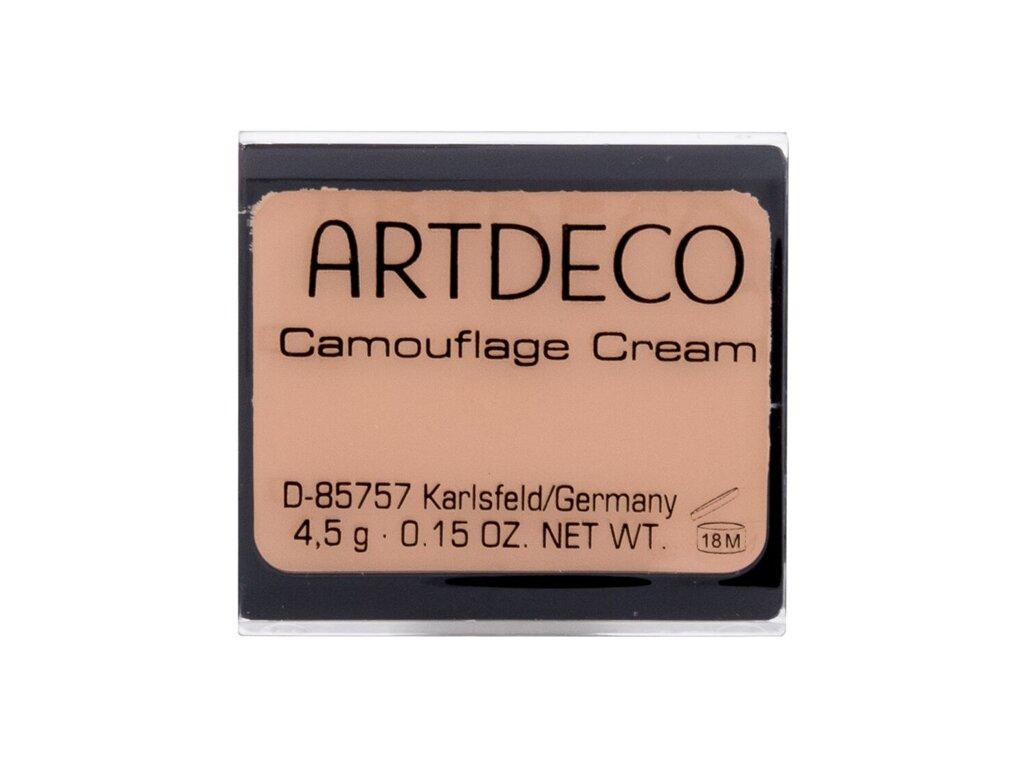 ARTDECO
Camouflage Cream
D-85757 Karlsfeld/Germany
4,5 g · 0.15 OZ. NET WT.
18M